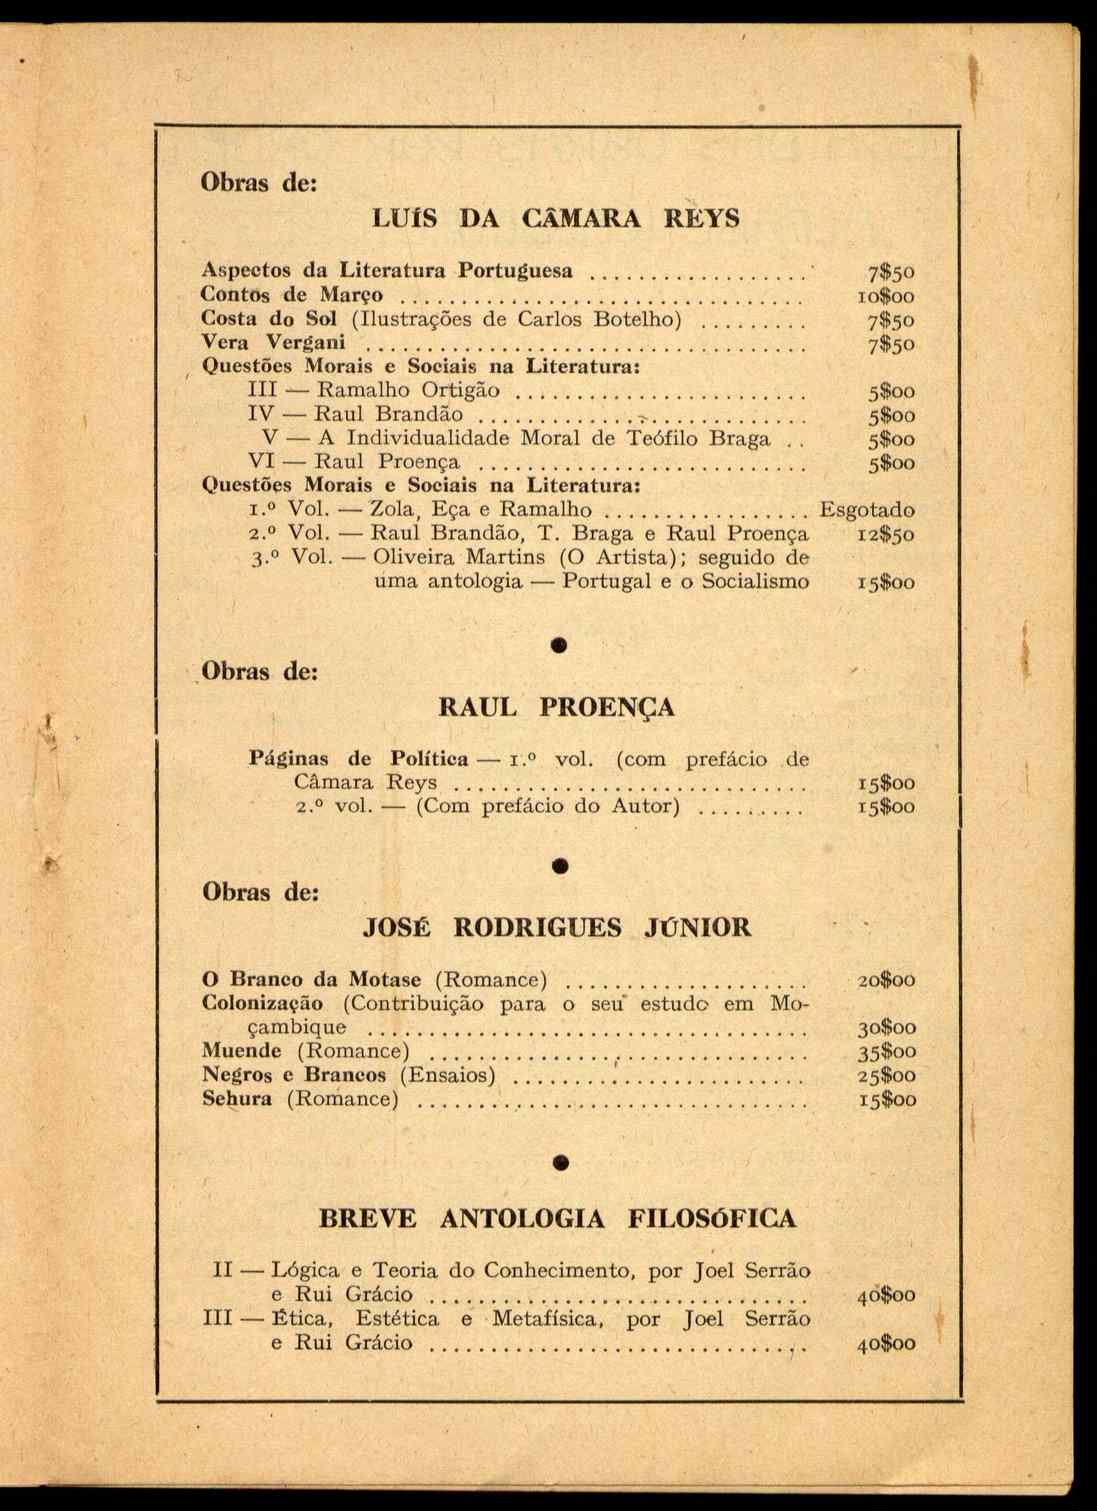 Obras de:
LUÍS DA CÂMARA REYS
Aspectos da Literatura Portuguesa .................. 7$50
Contos de Março ................................. 10$00
Costa do Sol (Ilustrações de Carlos Botelho) ......... 7$50
Vera Vergani .................................... 7$50
Questões Morais e Sociais na Literatura:
III — Ramalho Ortigão ........................ 5$00
IV — Raul Brandão ........................... 5$00
V — A Individualidade Moral de Teófilo Braga .. 5$00
VI — Raul Proença ........................... 5$00
Questões Morais e Sociais na Literatura:
1.º Vol. — Zola, Eça e Ramalho ................. Esgotado
2.º Vol. — Raul Brandão, T. Braga e Raul Proença 12$50
3.º Vol. — Oliveira Martins (O Artista); seguido de
uma antologia — Portugal e o Socialismo 15$00
Obras de:
RAUL PROENÇA
Páginas de Política — 1.º vol. (com prefácio de
Câmara Reys ............................. 15$00
2.º vol. — (Com prefácio do Autor) ......... 15$00
Obras de:
JOSÉ RODRIGUES JÚNIOR
O Branco da Motase (Romance) .................... 20$00
Colonização (Contribuição para o seu estudo em Mo-
çambique .................................... 30$00
Muende (Romance) ............................... 35$00
Negros e Brancos (Ensaios) ........................ 25$00
Sehura (Romance) ................................ 15$00
BREVE ANTOLOGIA FILOSÓFICA
II — Lógica e Teoria do Conhecimento, por Joel Serrão
e Rui Grácio ............................... 40$00
III — Ética, Estética e Metafísica, por Joel Serrão
e Rui Grácio ............................... 40$00